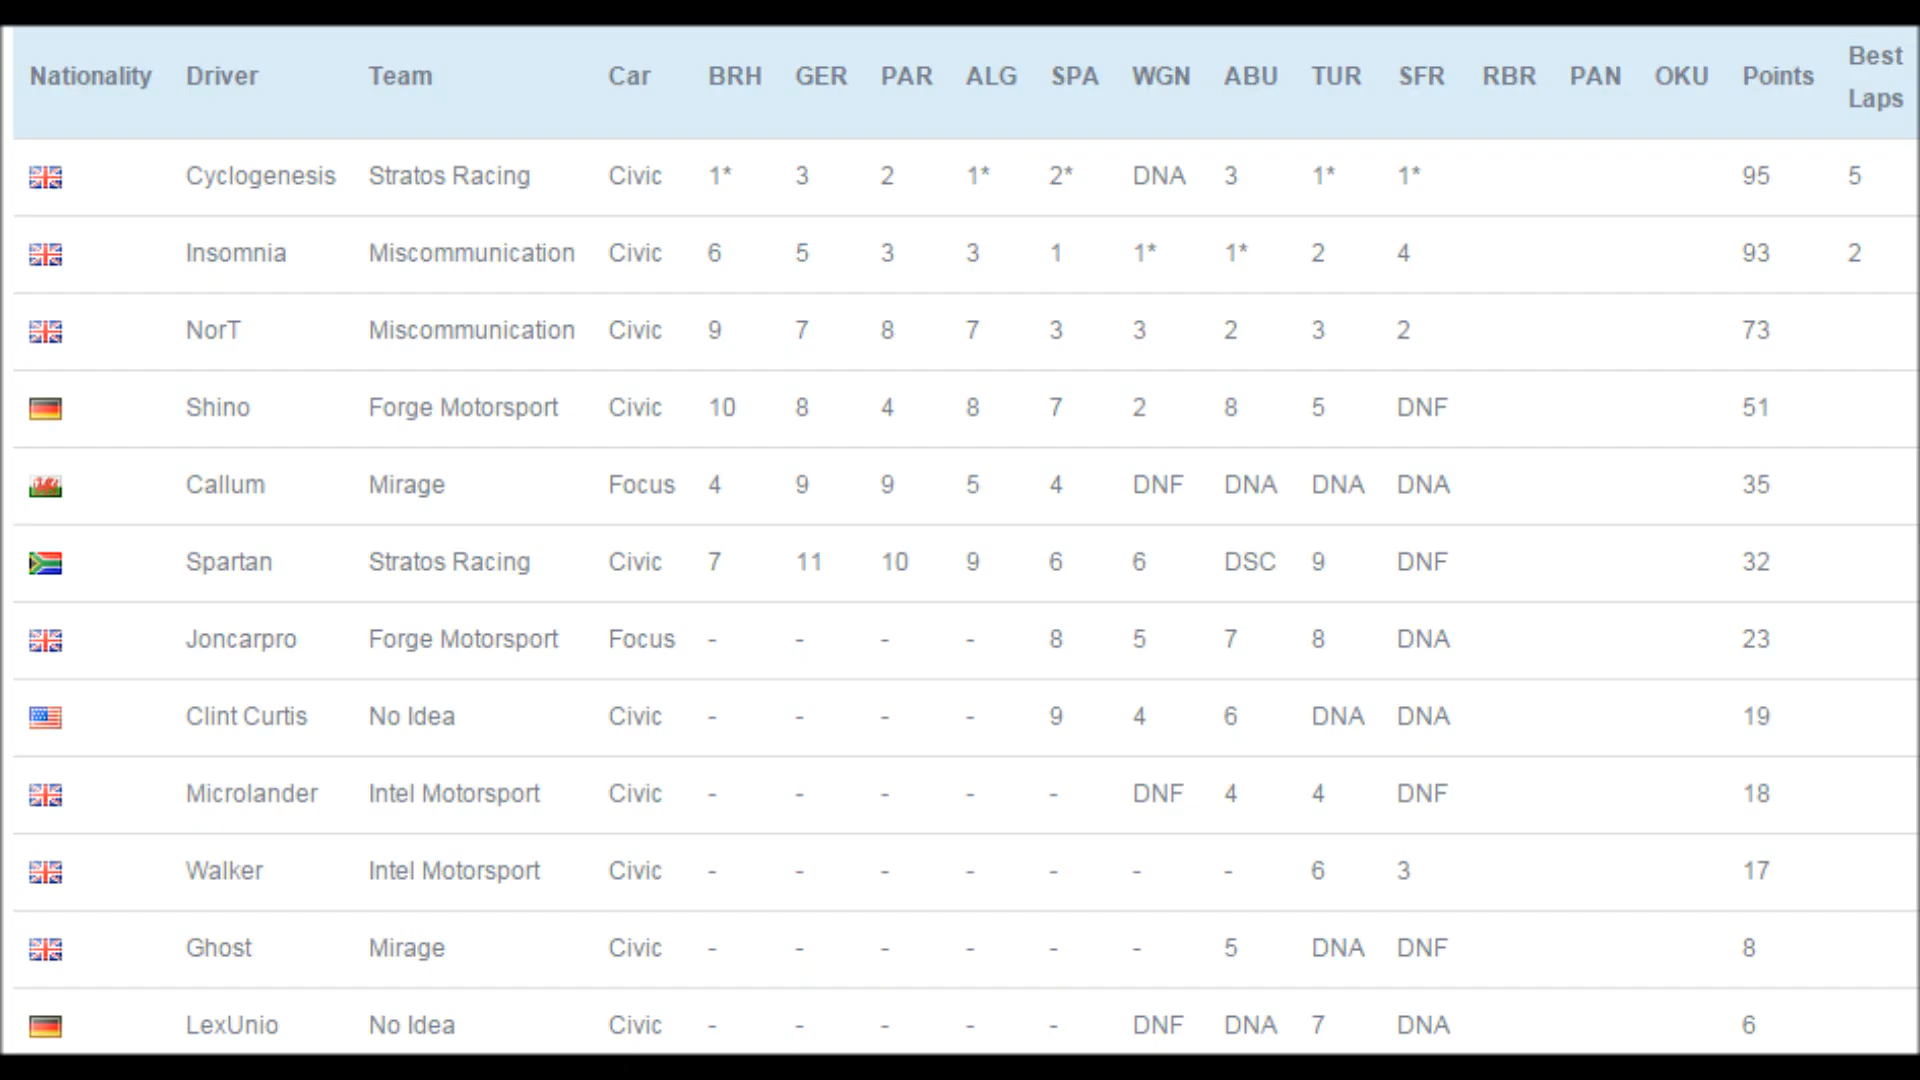 Nationality Driver Team Car BRH GER PAR ALG SPA WGN ABU TUR SFR RBR PAN OKU Points Best Laps
Cyclogenesis Stratos Racing Civic 1* 3 2 1* 2* DNA 3 1* 1* 95 5
Insomnia Miscommunication Civic 6 5 3 3 1 1* 1* 2 4 93 2
NorT Miscommunication Civic 9 7 8 7 3 3 2 3 2 73
Shino Forge Motorsport Civic 10 8 4 8 7 2 8 5 DNF 51
Callum Mirage Focus 4 9 9 5 4 DNF DNA DNA DNA 35
Spartan Stratos Racing Civic 7 11 10 9 6 6 DSC 9 DNF 32
Joncarpro Forge Motorsport Focus - - - - 8 5 7 8 DNA 23
Clint Curtis No Idea Civic - - - - 9 4 6 DNA DNA 19
Microlander Intel Motorsport Civic - - - - - DNF 4 4 DNF 18
Walker Intel Motorsport Civic - - - - - - - 6 3 17
Ghost Mirage Civic - - - - - - 5 DNA DNF 8
LexUnio No Idea Civic - - - - - DNF DNA 7 DNA 6